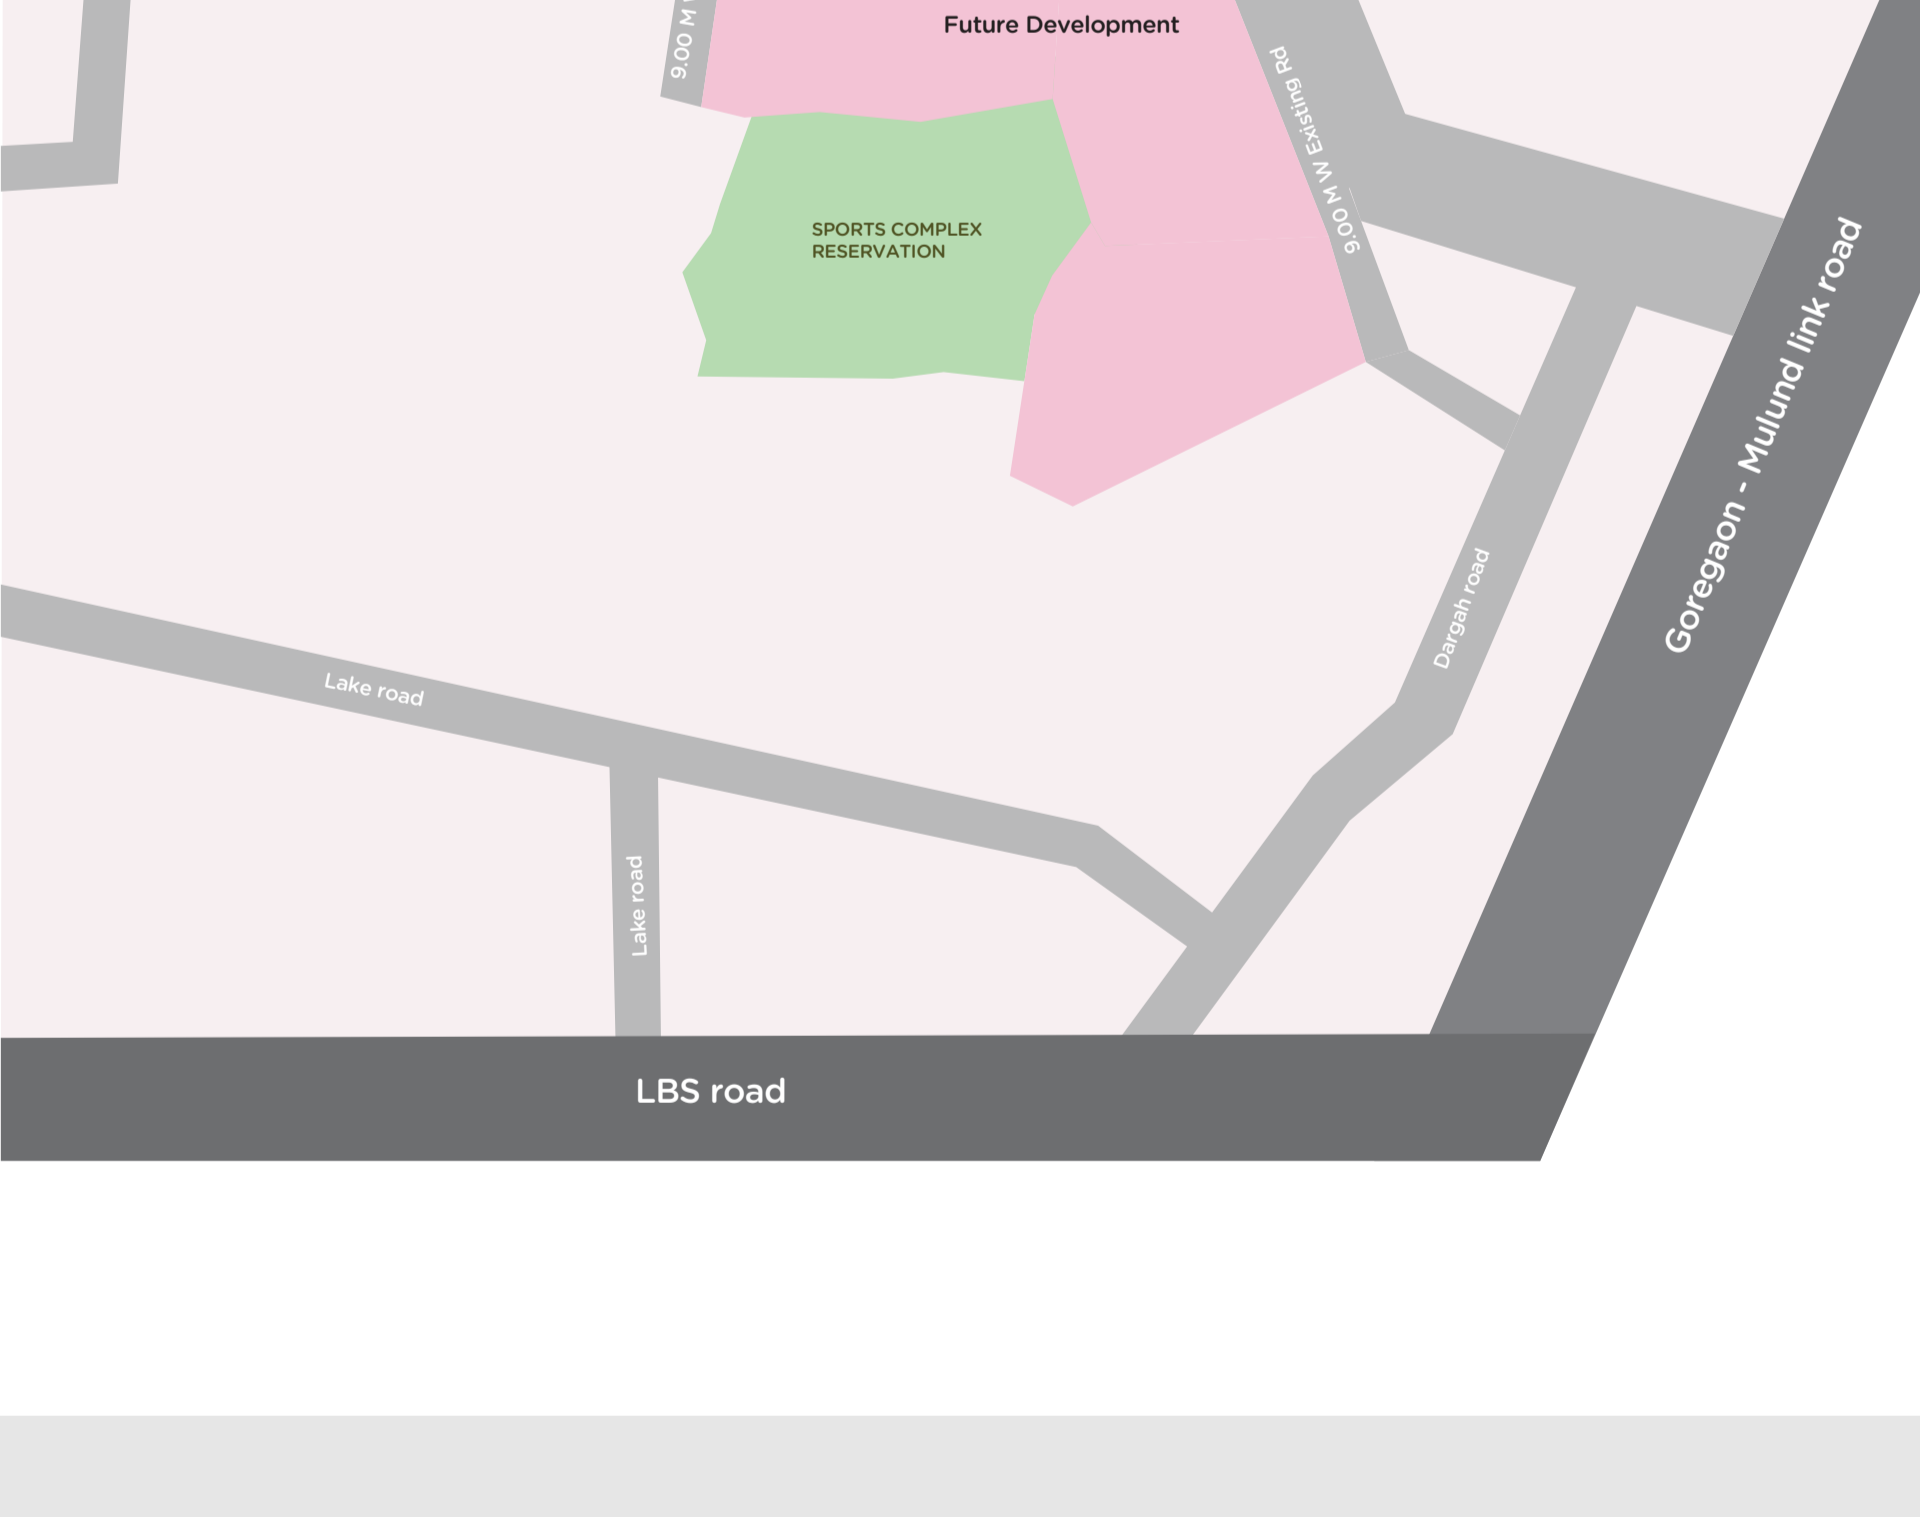 Future Development
9.00 M
9.00 M W Existing Rd
SPORTS COMPLEX
RESERVATION
Goregaon - Mulund link road
Dargah road
Lake road
Lake road
LBS road